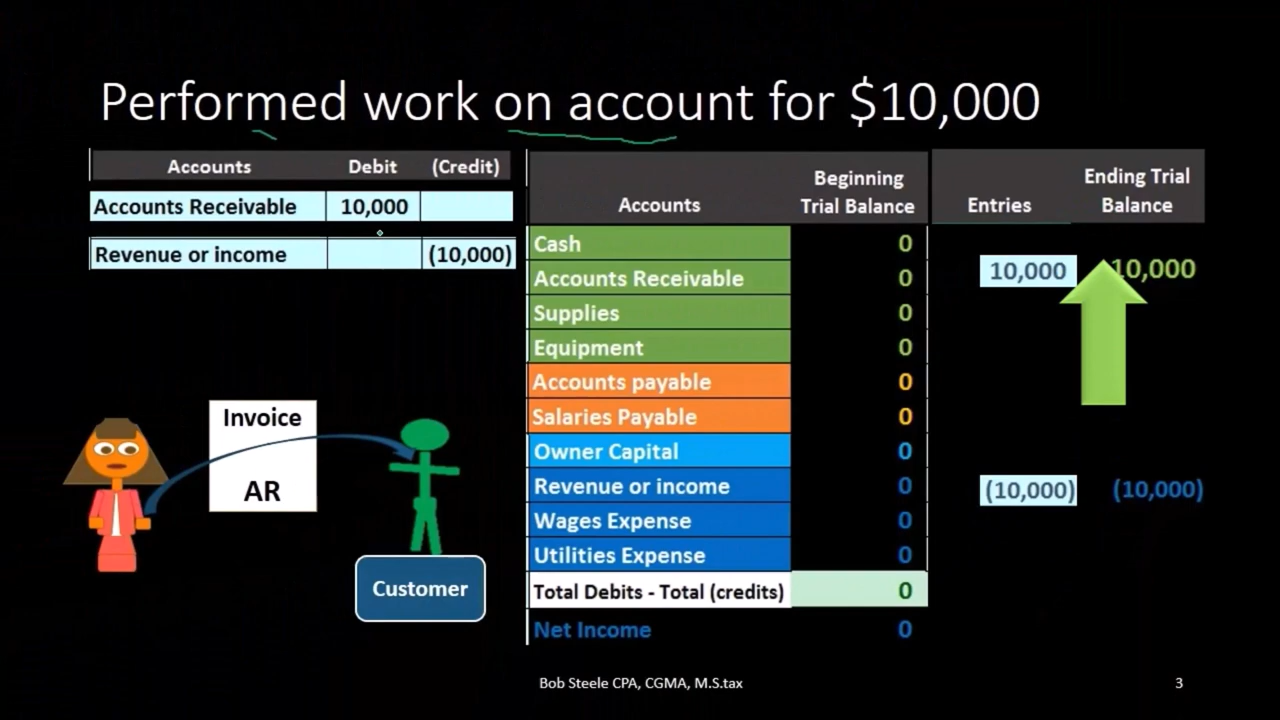 Performed work on account for $10,000
Accounts Debit (Credit)
Accounts Receivable 10,000
Revenue or income (10,000)
Invoice
AR
Customer
Accounts Beginning Trial Balance Entries Ending Trial Balance
Cash 0
Accounts Receivable 0 10,000 10,000
Supplies 0
Equipment 0
Accounts payable 0
Salaries Payable 0
Owner Capital 0
Revenue or income 0 (10,000) (10,000)
Wages Expense 0
Utilities Expense 0
Total Debits - Total (credits) 0
Net Income 0
Bob Steele CPA, CGMA, M.S.tax 3